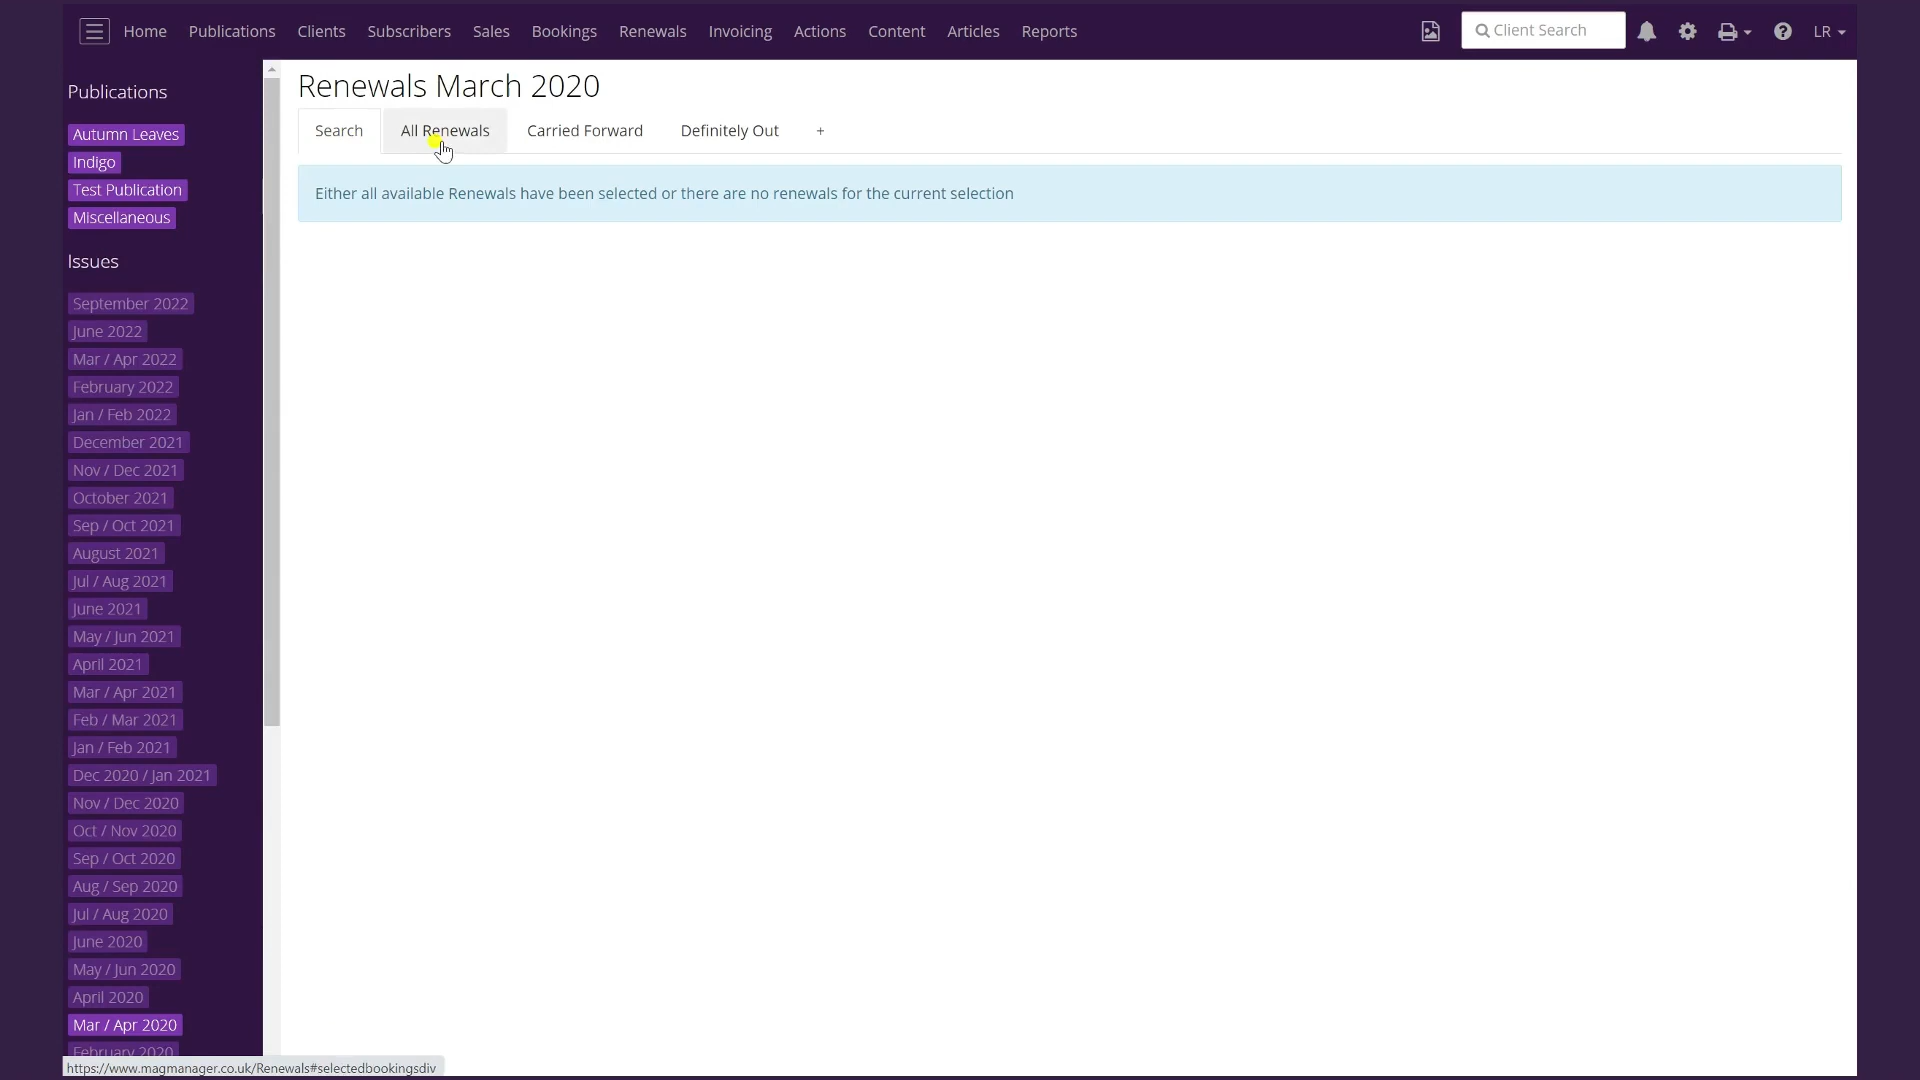 Home Publications Clients Subscribers Sales Bookings Renewals Invoicing Actions Content Articles Reports Client Search LR
Publications
Autumn Leaves
Indigo
Test Publication
Miscellaneous
Issues
September 2022
June 2022
Mar / Apr 2022
February 2022
Jan / Feb 2022
December 2021
Nov / Dec 2021
October 2021
Sep / Oct 2021
August 2021
Jul / Aug 2021
June 2021
May / Jun 2021
April 2021
Mar / Apr 2021
Feb / Mar 2021
Jan / Feb 2021
Dec 2020 / Jan 2021
Nov / Dec 2020
Oct / Nov 2020
Sep / Oct 2020
Aug / Sep 2020
Jul / Aug 2020
June 2020
May / Jun 2020
April 2020
Mar / Apr 2020
February 2020
https://www.magmanager.co.uk/Renewals#selectedbookingsdiv
Renewals March 2020
Search All Renewals Carried Forward Definitely Out +
Either all available Renewals have been selected or there are no renewals for the current selection